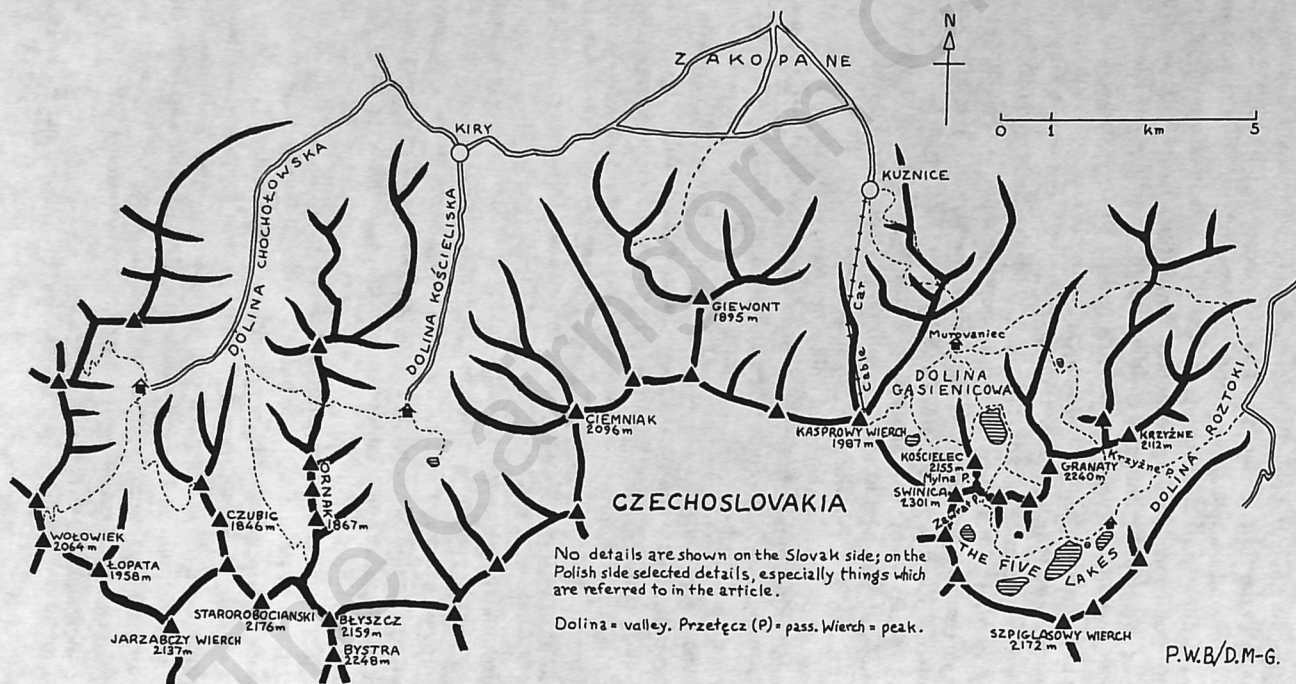 ZAKOPANE
N
0 1 km 5
KIRY
KUZNICE
DOLINA CHOCHOŁOWSKA
DOLINA KOŚCIELISKA
Cable Car
GIEWONT
1895m
Murowaniec
DOLINA
GĄSIENICOWA
DOLINA ROZTOKI
CIEMNIAK
2096m
KASPROWY WIERCH
1987m
KOŚCIELEC
2155m
Mylna P.
SWINICA
2301m
Zawrat P.
GRANATY
2240m
KRZYŻNE
2112m
Krzyżne P.
ORNAK
1867m
CZUBIC
1846m
WOŁOWIEK
2064m
ŁOPATA
1958m
STAROROBOCIANSKI
2176m
JARZABCZY WIERCH
2137m
BŁYSZCZ
2159m
BYSTRA
2248m
THE FIVE LAKES
SZPIGLASOWY WIERCH
2172m
CZECHOSLOVAKIA
No details are shown on the Slovak side; on the
Polish side selected details, especially things which
are referred to in the article.
Dolina = valley. Przełęcz (P) = pass. Wierch = peak.
P.W.B/D.M-G.
The Cairngorm Cl